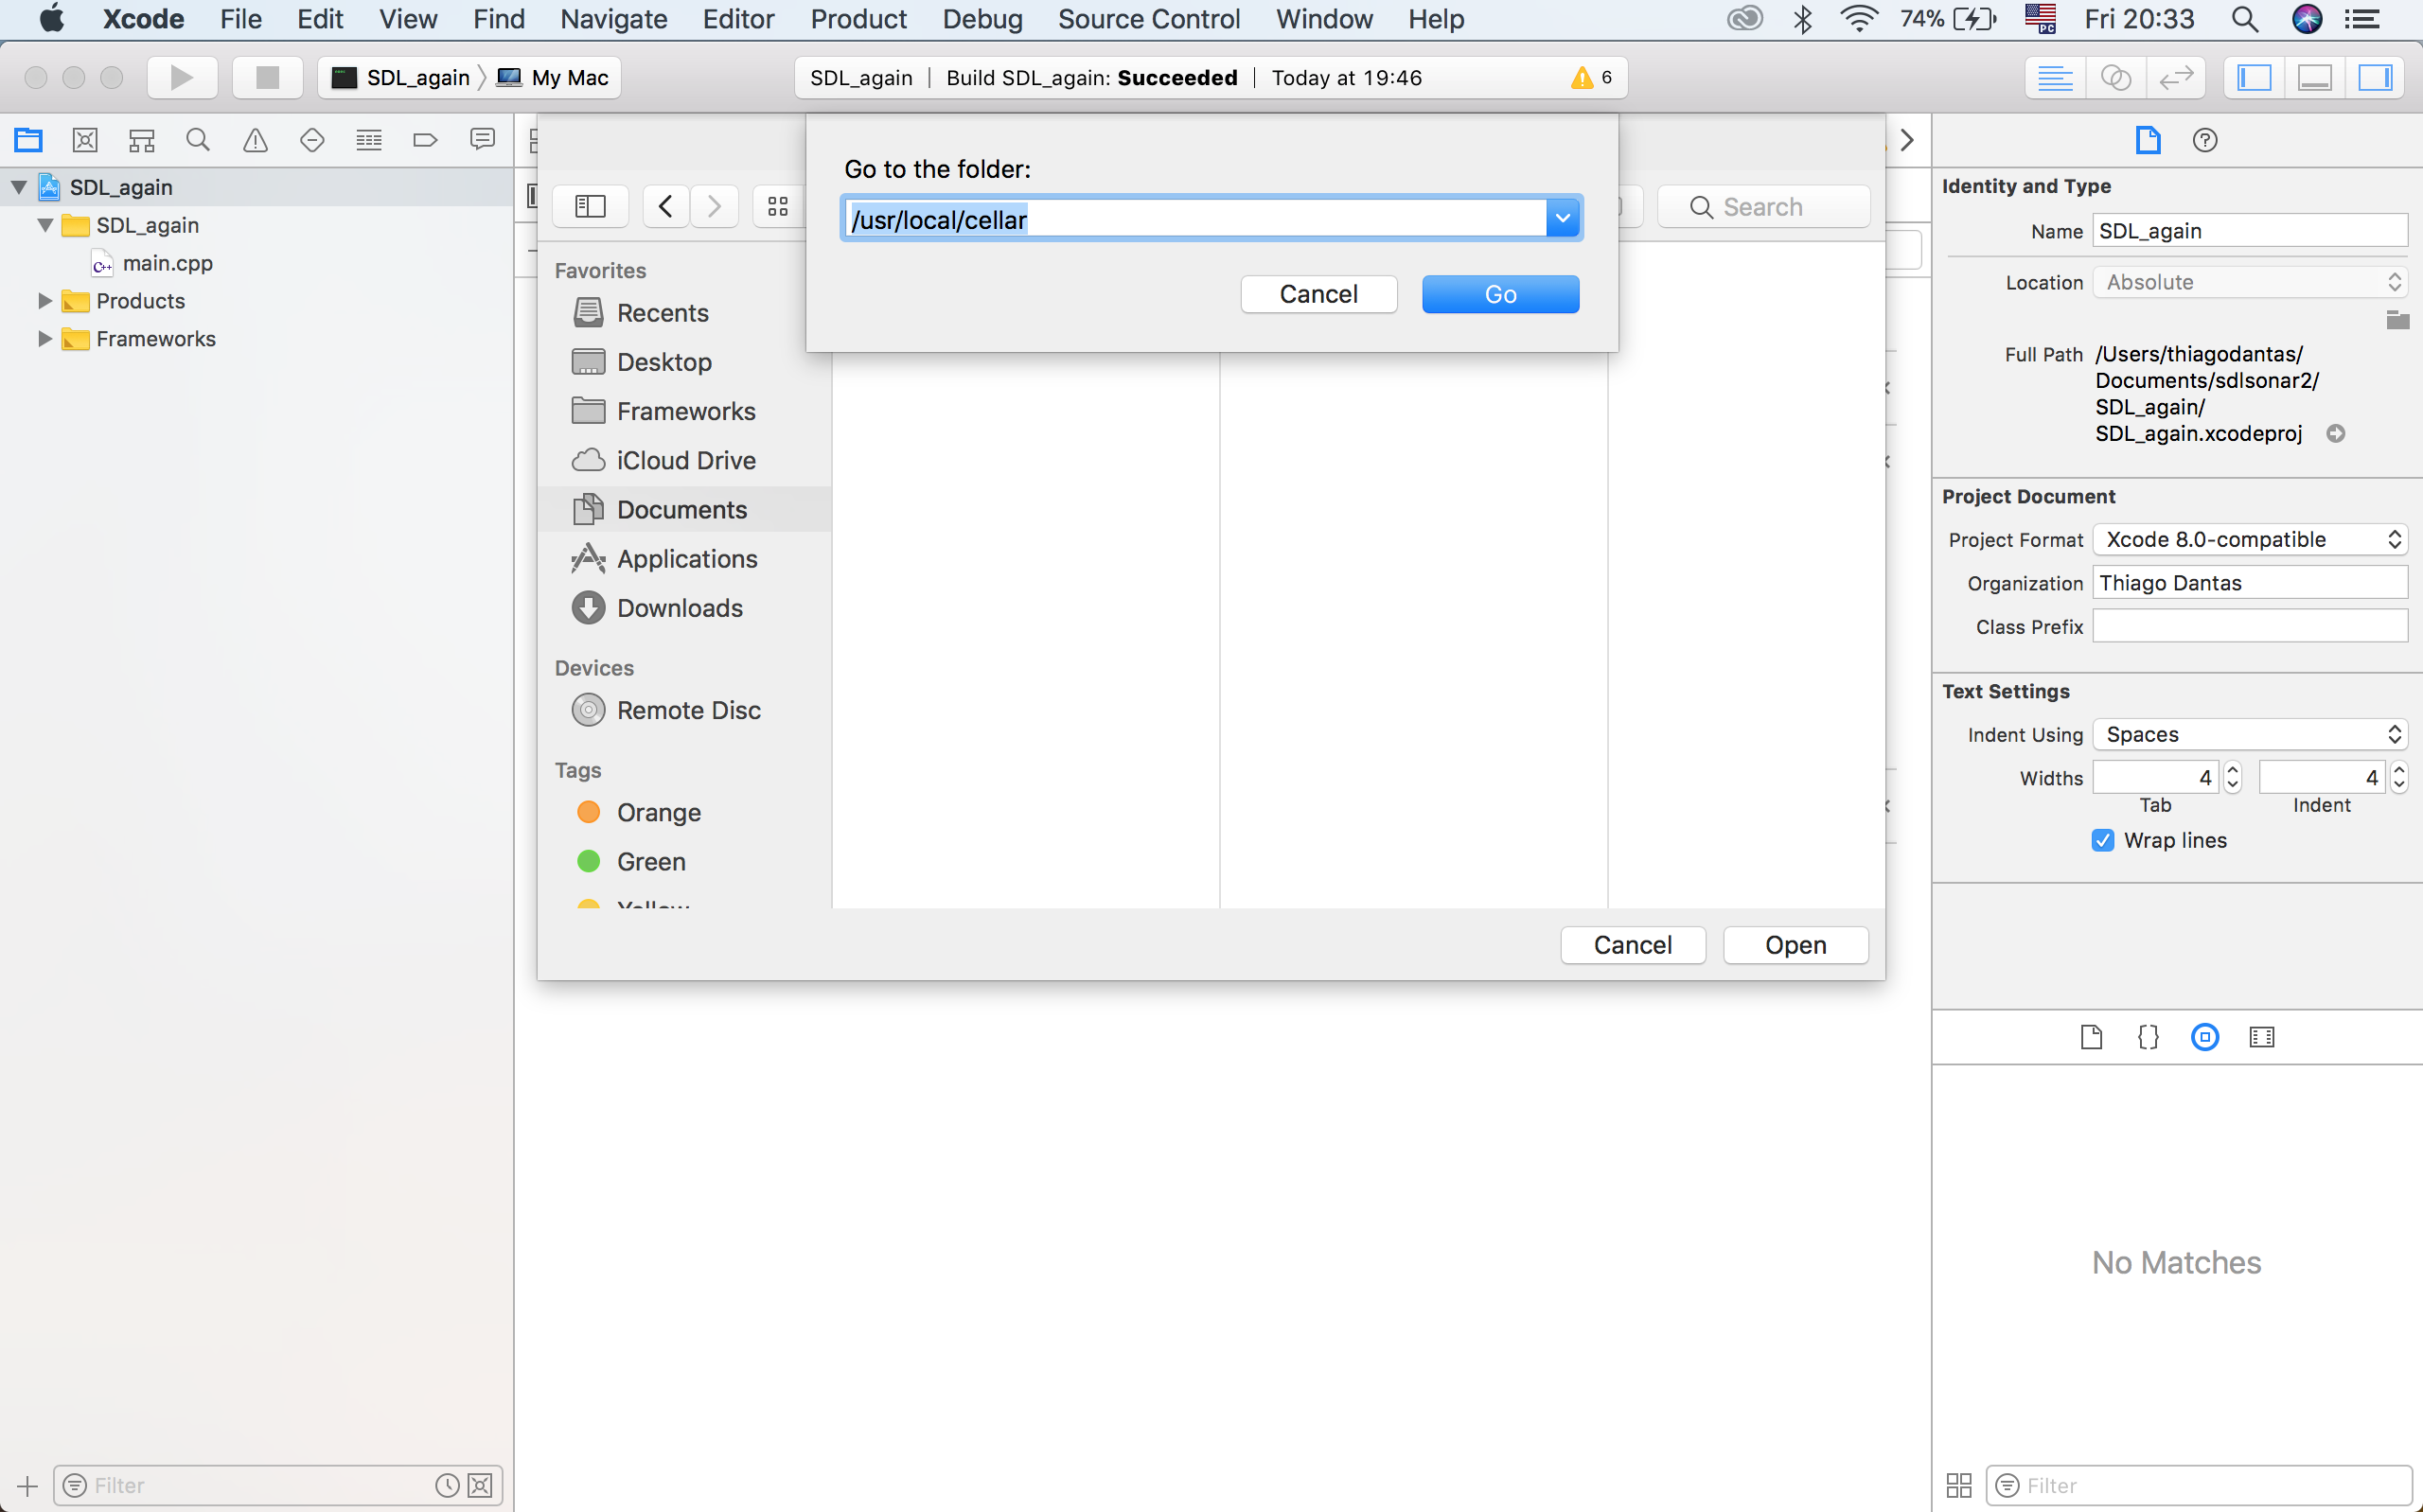 Xcode File Edit View Find Navigate Editor Product Debug Source Control Window Help 74% PC Fri 20:33
SDL_again My Mac SDL_again | Build SDL_again: Succeeded | Today at 19:46 6
SDL_again
SDL_again
C++ main.cpp
Products
Frameworks
Filter
Go to the folder:
/usr/local/cellar
Cancel Go
Search
Favorites
Recents
Desktop
Frameworks
iCloud Drive
Documents
Applications
Downloads
Devices
Remote Disc
Tags
Orange
Green
Yellow
Cancel Open
Identity and Type
Name SDL_again
Location Absolute
Full Path /Users/thiagodantas/
Documents/sdlsonar2/
SDL_again/
SDL_again.xcodeproj
Project Document
Project Format Xcode 8.0-compatible
Organization Thiago Dantas
Class Prefix
Text Settings
Indent Using Spaces
Widths 4 4
Tab Indent
Wrap lines
No Matches
Filter